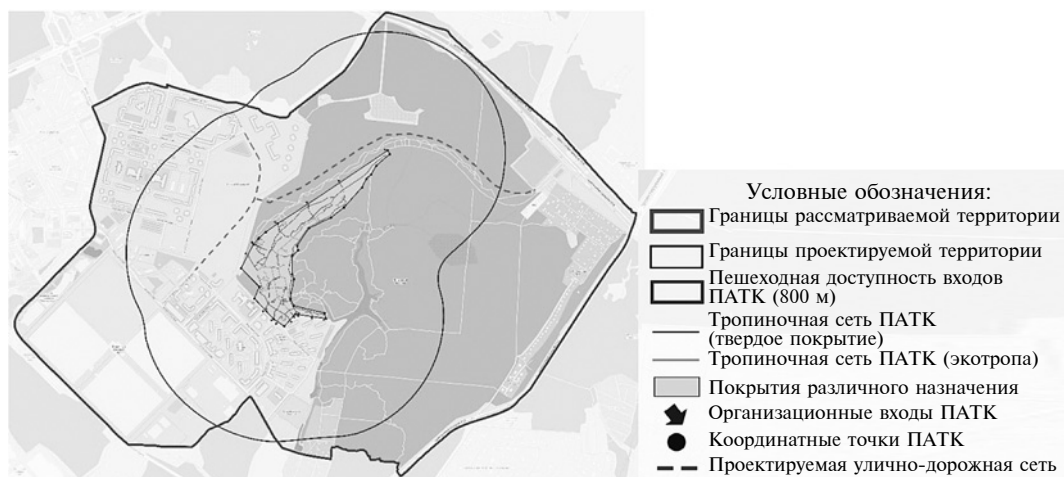 Условные обозначения:
Границы рассматриваемой территории
Границы проектируемой территории
Пешеходная доступность входов
ПАТК (800 м)
Тропиночная сеть ПАТК
(твердое покрытие)
Тропиночная сеть ПАТК (экотропа)
Покрытия различного назначения
Организационные входы ПАТК
Координатные точки ПАТК
Проектируемая улично-дорожная сеть